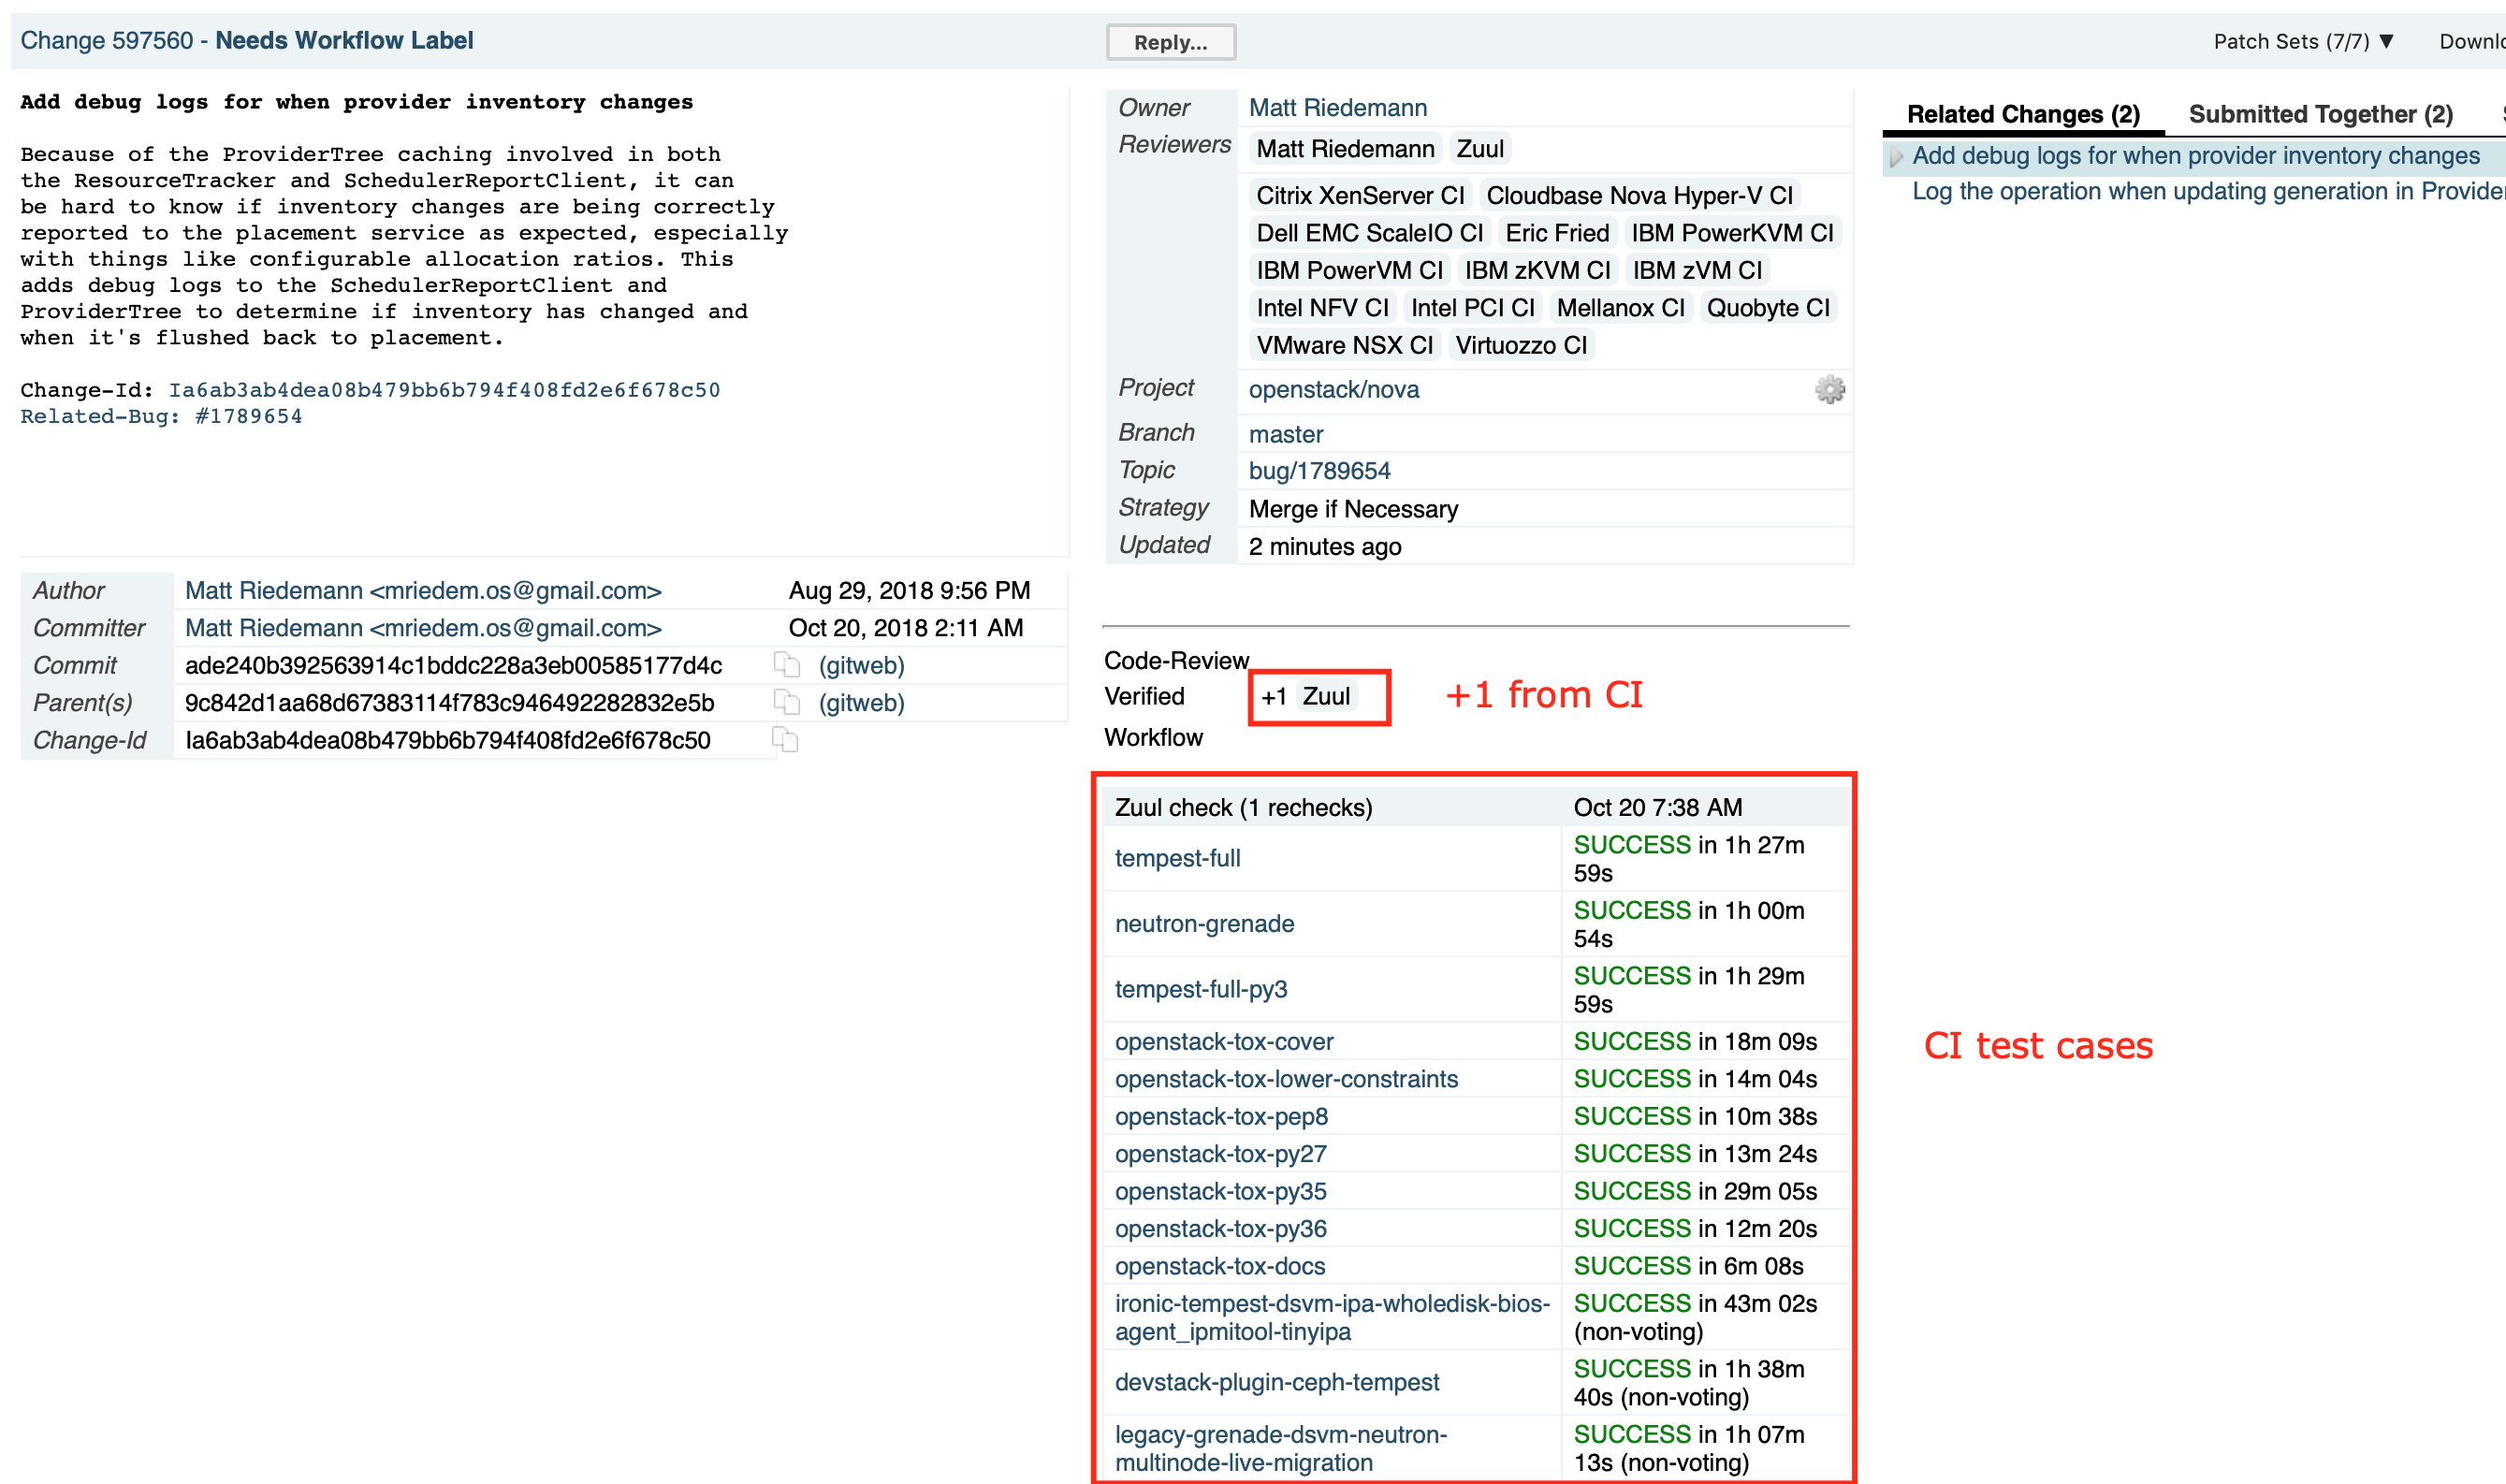 Change 597560 - Needs Workflow Label
Reply...
Patch Sets (7/7) ▼
Add debug logs for when provider inventory changes
Because of the ProviderTree caching involved in both
the ResourceTracker and SchedulerReportClient, it can
be hard to know if inventory changes are being correctly
reported to the placement service as expected, especially
with things like configurable allocation ratios. This
adds debug logs to the SchedulerReportClient and
ProviderTree to determine if inventory has changed and
when it's flushed back to placement.
Change-Id: Ia6ab3ab4dea08b479bb6b794f408fd2e6f678c50
Related-Bug: #1789654
Author Matt Riedemann <mriedem.os@gmail.com> Aug 29, 2018 9:56 PM
Committer Matt Riedemann <mriedem.os@gmail.com> Oct 20, 2018 2:11 AM
Commit ade240b392563914c1bddc228a3eb00585177d4c (gitweb)
Parent(s) 9c842d1aa68d67383114f783c946492282832e5b (gitweb)
Change-Id Ia6ab3ab4dea08b479bb6b794f408fd2e6f678c50
Owner Matt Riedemann
Reviewers Matt Riedemann Zuul
Citrix XenServer CI Cloudbase Nova Hyper-V CI
Dell EMC ScaleIO CI Eric Fried IBM PowerKVM CI
IBM PowerVM CI IBM zKVM CI IBM zVM CI
Intel NFV CI Intel PCI CI Mellanox CI Quobyte CI
VMware NSX CI Virtuozzo CI
Project openstack/nova
Branch master
Topic bug/1789654
Strategy Merge if Necessary
Updated 2 minutes ago
Related Changes (2) Submitted Together (2)
Add debug logs for when provider inventory changes
Log the operation when updating generation in Provider
Code-Review
Verified +1 Zuul
+1 from CI
Workflow
Zuul check (1 rechecks) Oct 20 7:38 AM
tempest-full SUCCESS in 1h 27m
59s
neutron-grenade SUCCESS in 1h 00m
54s
tempest-full-py3 SUCCESS in 1h 29m
59s
openstack-tox-cover SUCCESS in 18m 09s
openstack-tox-lower-constraints SUCCESS in 14m 04s
openstack-tox-pep8 SUCCESS in 10m 38s
openstack-tox-py27 SUCCESS in 13m 24s
openstack-tox-py35 SUCCESS in 29m 05s
openstack-tox-py36 SUCCESS in 12m 20s
openstack-tox-docs SUCCESS in 6m 08s
ironic-tempest-dsvm-ipa-wholedisk-bios- SUCCESS in 43m 02s
agent_ipmitool-tinyipa (non-voting)
devstack-plugin-ceph-tempest SUCCESS in 1h 38m
40s (non-voting)
legacy-grenade-dsvm-neutron- SUCCESS in 1h 07m
multinode-live-migration 13s (non-voting)
CI test cases